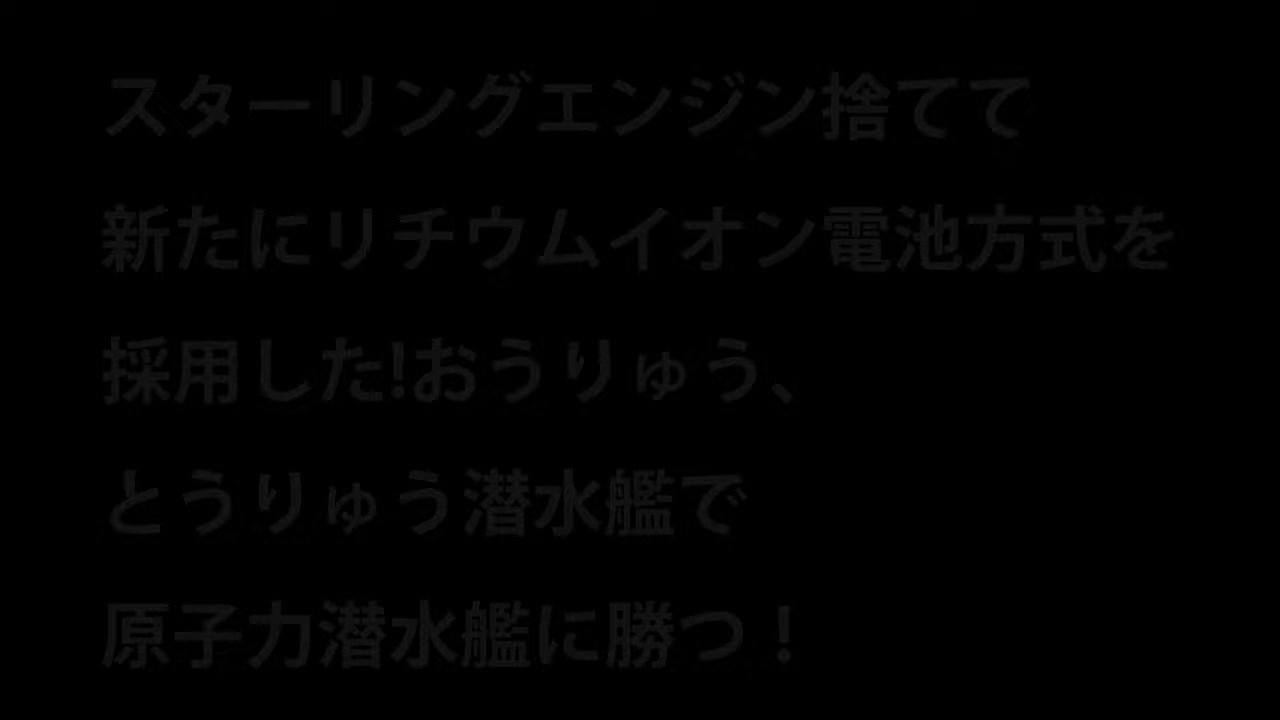 スターリングエンジン捨てて
新たにリチウムイオン電池方式を
採用した!おうりゅう、
とうりゅう潜水艦で
原子力潜水艦に勝つ！